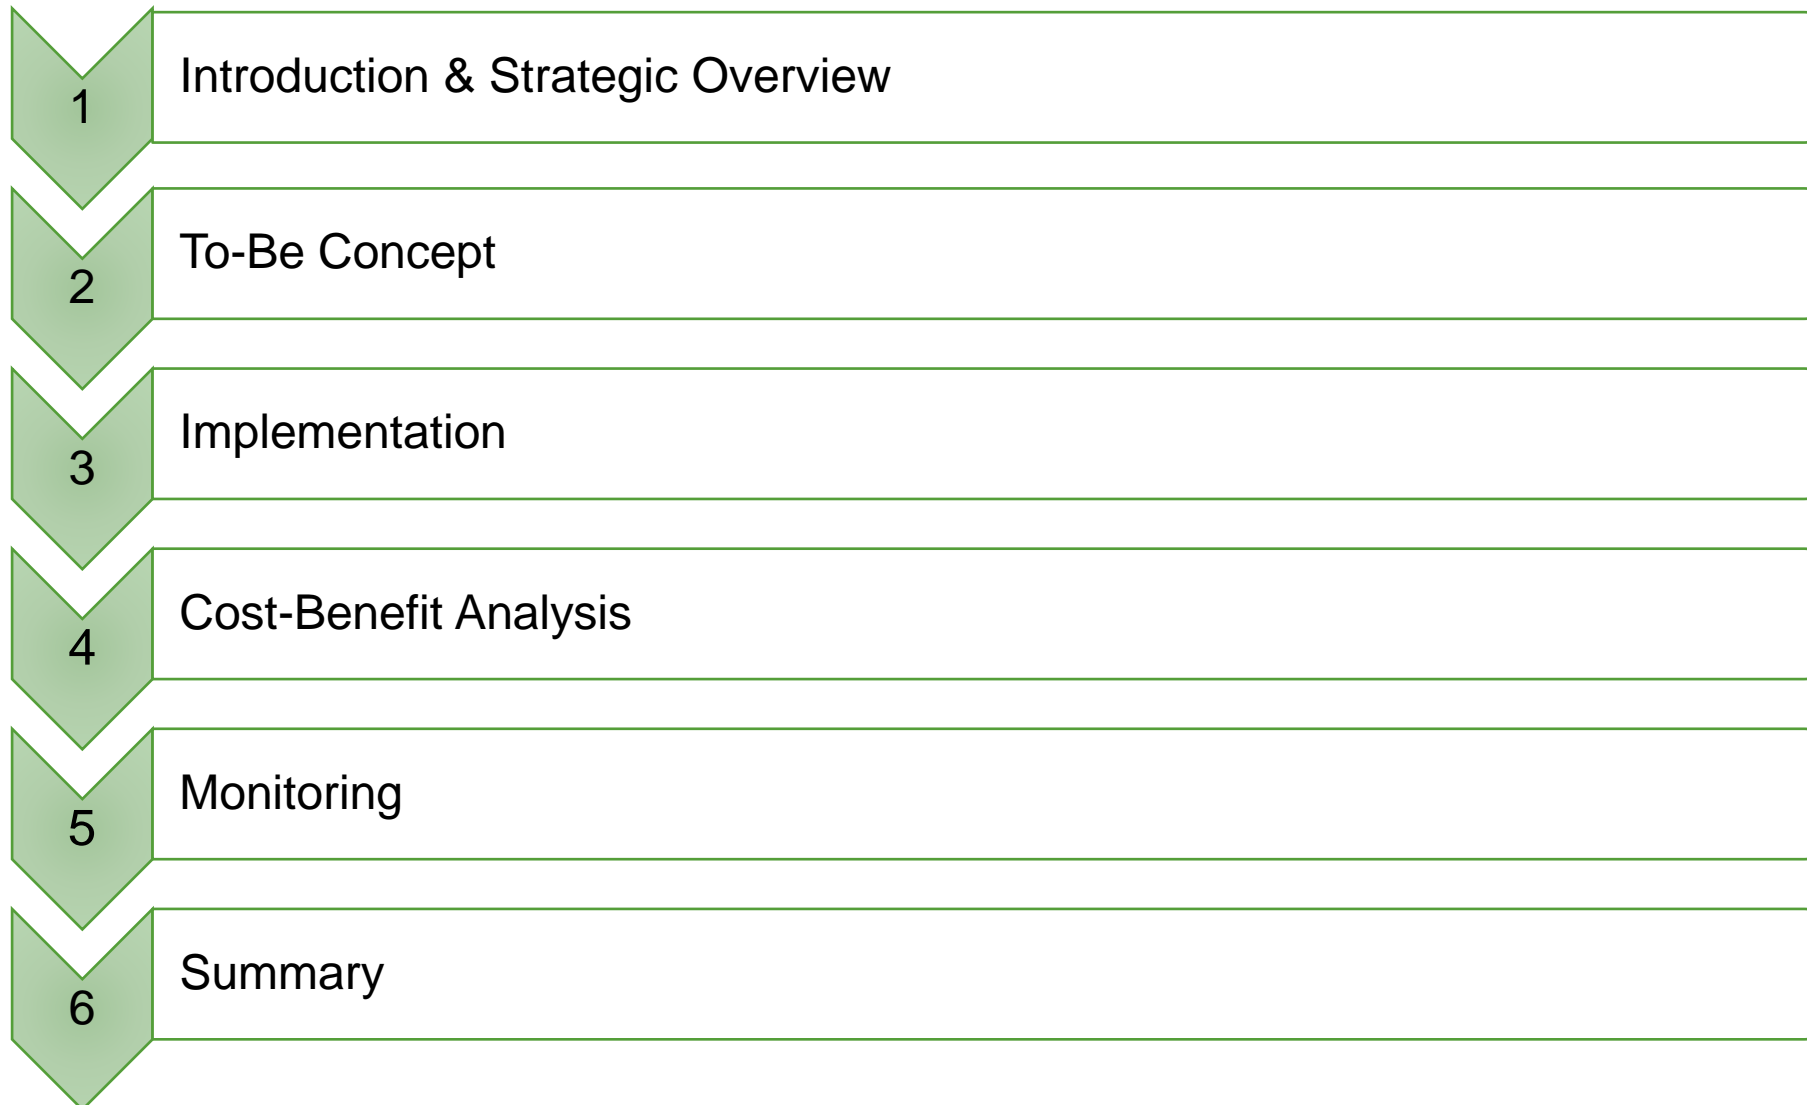 1
Introduction & Strategic Overview
2
To-Be Concept
3
Implementation
4
Cost-Benefit Analysis
5
Monitoring
6
Summary